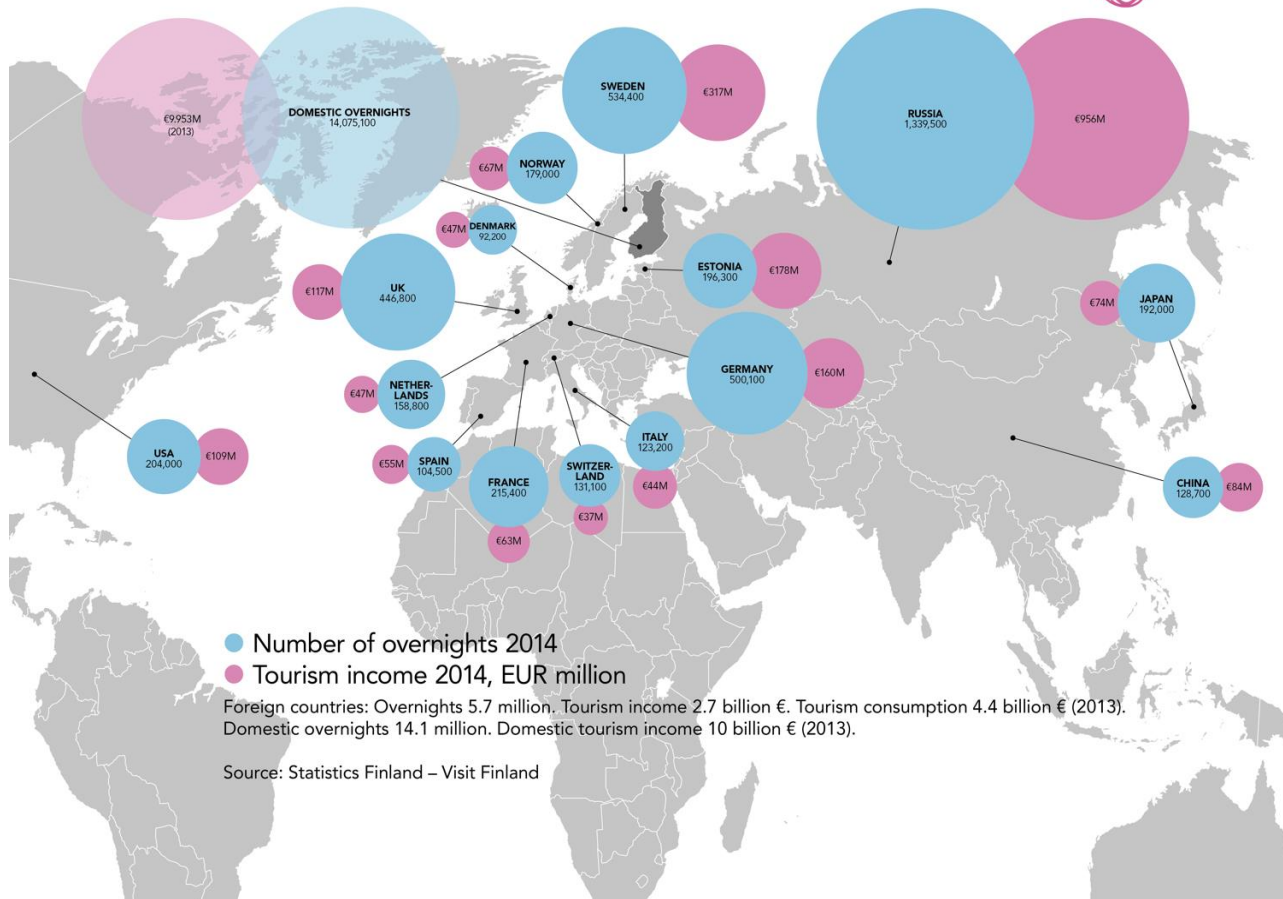 €9.953M
(2013)
DOMESTIC OVERNIGHTS
14,075,100
SWEDEN
534,400
€317M
RUSSIA
1,339,500
€956M
€67M
NORWAY
179,000
€47M
DENMARK
92,200
€117M
UK
446,800
ESTONIA
196,300
€178M
€74M
JAPAN
192,000
€47M
NETHER-
LANDS
158,800
GERMANY
500,100
€160M
USA
204,000
€109M
€55M
SPAIN
104,500
FRANCE
215,400
€63M
SWITZER-
LAND
131,100
€37M
ITALY
123,200
€44M
CHINA
128,700
€84M
Number of overnights 2014
Tourism income 2014, EUR million
Foreign countries: Overnights 5.7 million. Tourism income 2.7 billion €. Tourism consumption 4.4 billion € (2013).
Domestic overnights 14.1 million. Domestic tourism income 10 billion € (2013).
Source: Statistics Finland – Visit Finland